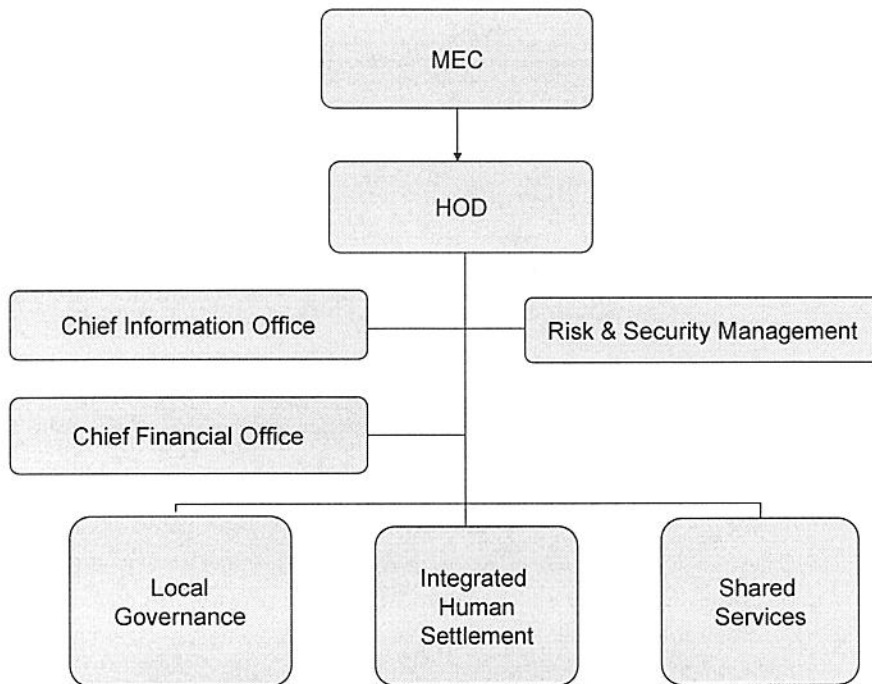 MEC
HOD
Chief Information Office
Risk & Security Management
Chief Financial Office
Local
Governance
Integrated
Human
Settlement
Shared
Services